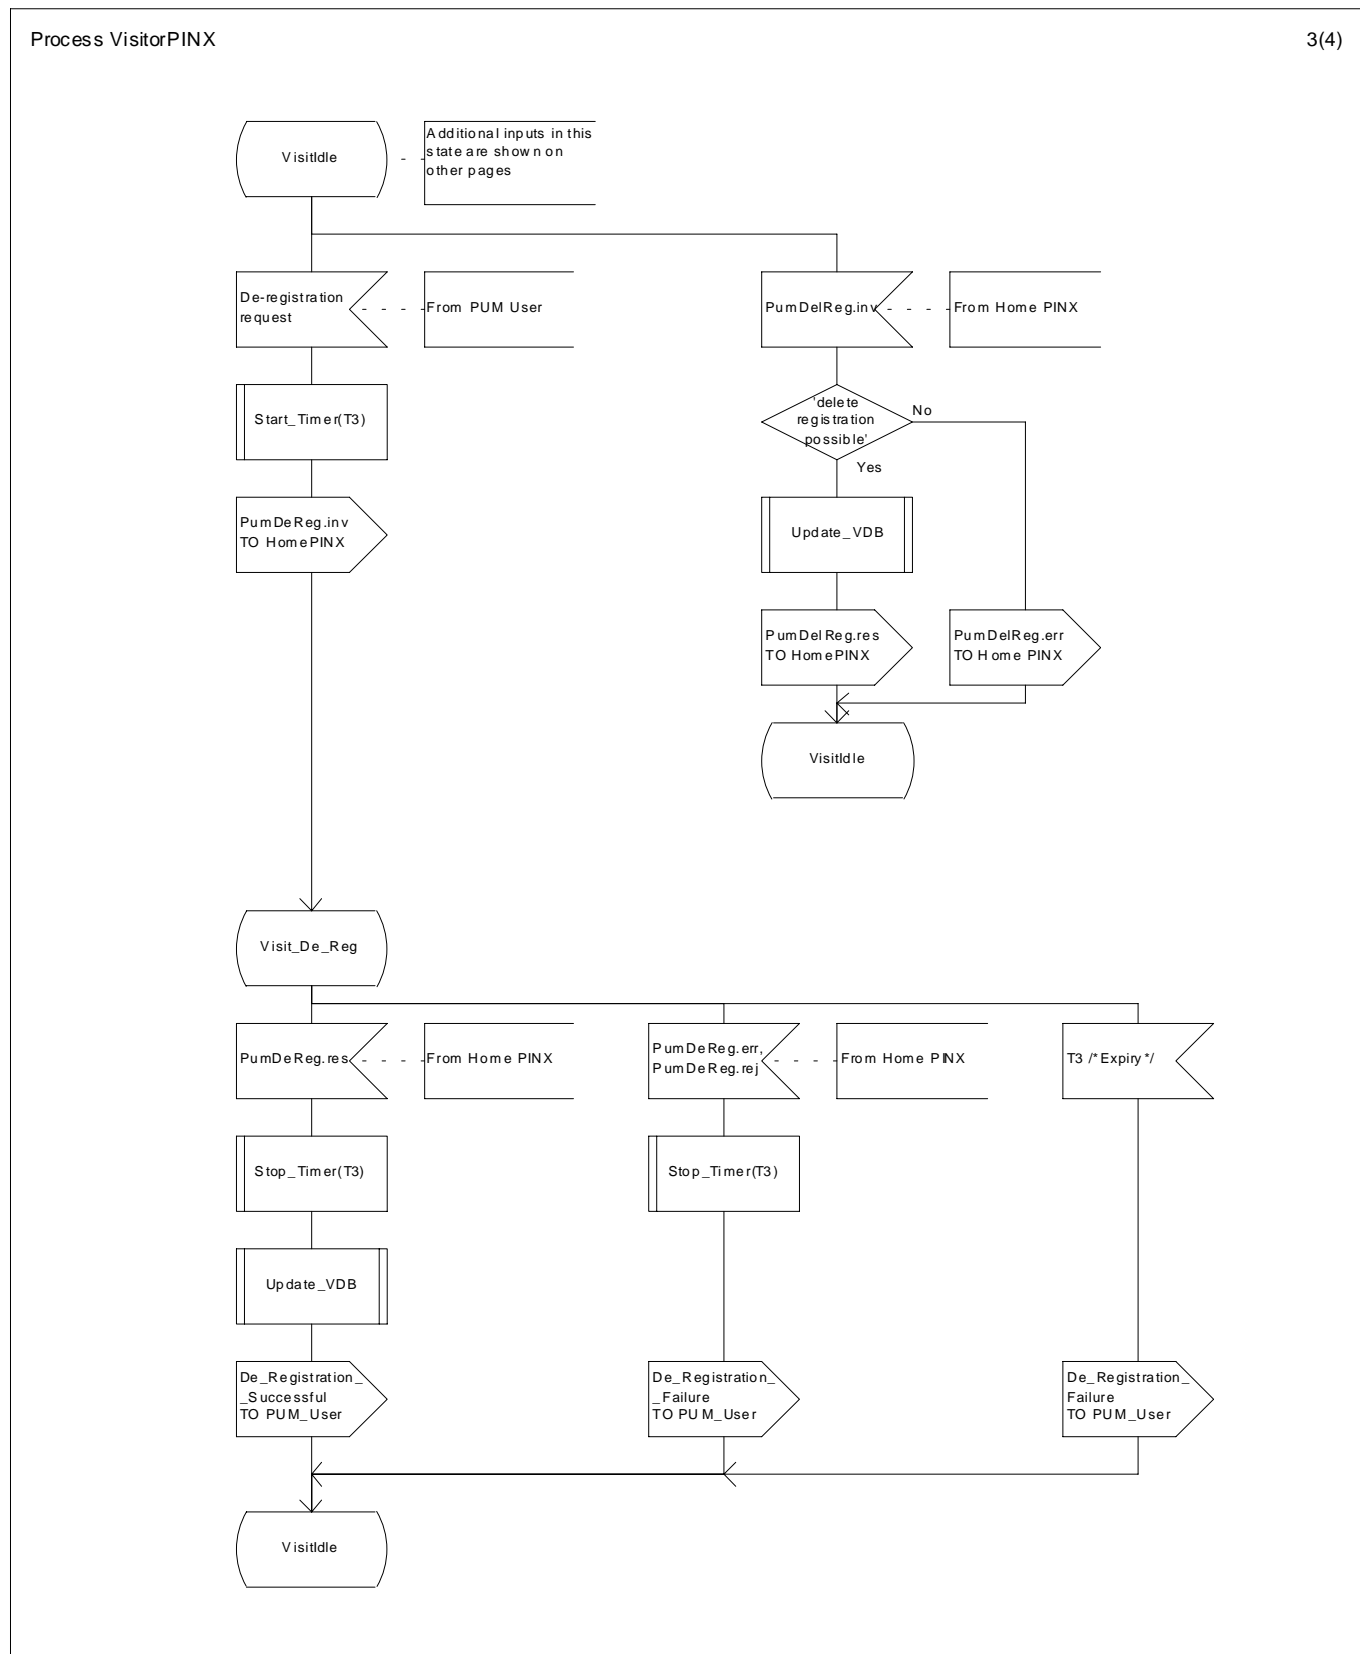 Process VisitorPINX
3(4)
VisitIdle
Additional inputs in this
state are shown on
other pages
De-registration
request
From PUM User
PumDelReg.inv
From Home PINX
Start_Timer(T3)
'delete
registration
possible'
No
Yes
PumDeReg.inv
TO HomePINX
Update_VDB
PumDelReg.res
TO HomePINX
PumDelReg.err
TO Home PINX
VisitIdle
Visit_De_Reg
PumDeReg.res
From Home PINX
PumDeReg.err,
PumDeReg.rej
From Home PINX
T3 /*Expiry*/
Stop_Timer(T3)
Stop_Timer(T3)
Update_VDB
De_Registration_
_Successful
TO PUM_User
De_Registration_
_Failure
TO PUM_User
De_Registration_
Failure
TO PUM_User
VisitIdle